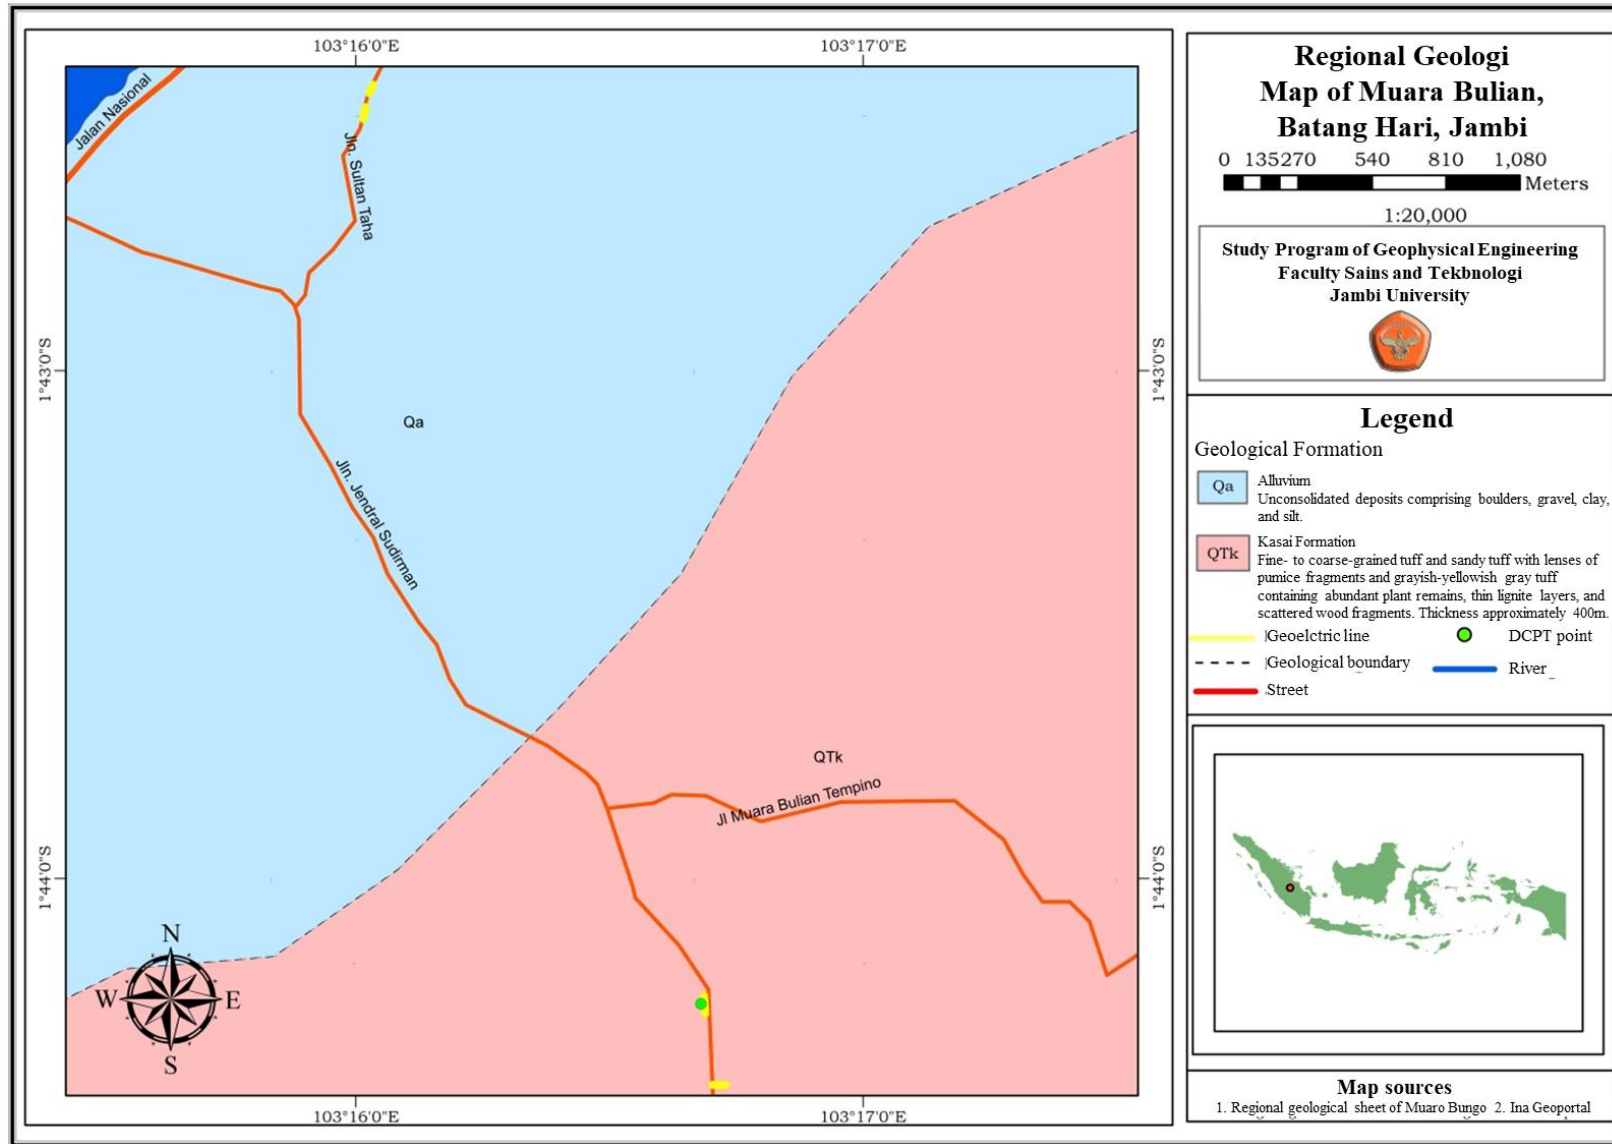 103°16'0"E
103°17'0"E
Jalan Nasional
Jln. Sultan Taha
1°43'0"S
1°43'0"S
Qa
Jln. Jendral Sudirman
QTk
Jl Muara Bulian Tempino
1°44'0"S
1°44'0"S
N
W
E
S
103°16'0"E
103°17'0"E
Regional Geologi
Map of Muara Bulian,
Batang Hari, Jambi
0 135 270 540 810 1,080
Meters
1:20,000
Study Program of Geophysical Engineering
Faculty Sains and Tekbnologi
Jambi University
Legend
Geological Formation
Qa
Alluvium
Unconsolidated deposits comprising boulders, gravel, clay,
and silt.
QTk
Kasai Formation
Fine- to coarse-grained tuff and sandy tuff with lenses of
pumice fragments and grayish-yellowish gray tuff
containing abundant plant remains, thin lignite layers, and
scattered wood fragments. Thickness approximately 400m.
Geoelctric line
DCPT point
Geological boundary
River
Street
Map sources
1. Regional geological sheet of Muaro Bungo 2. Ina Geoportal